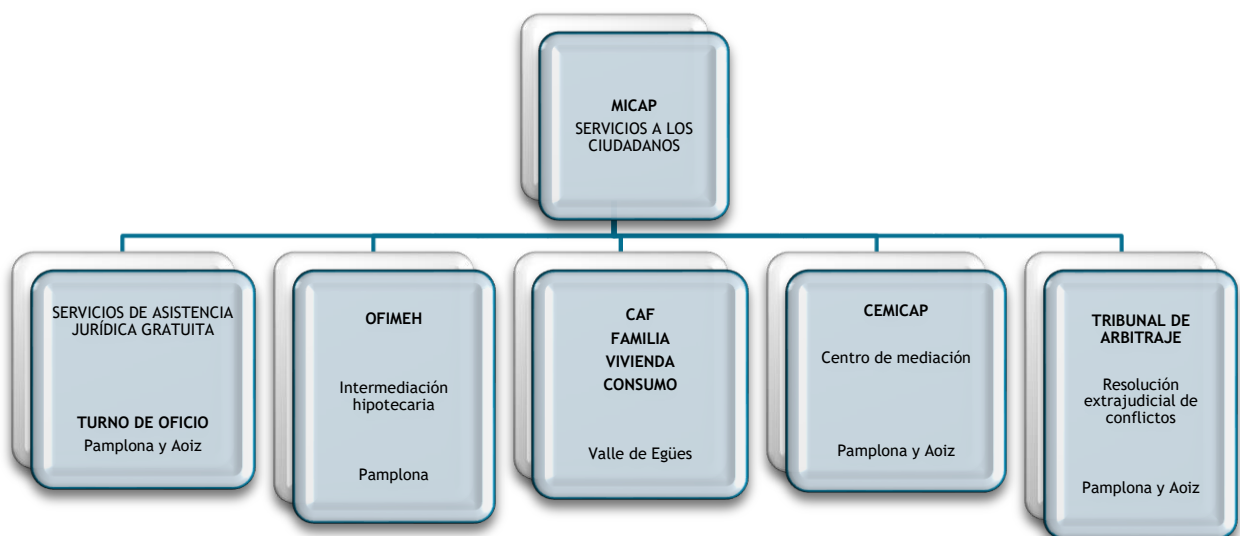 MICAP
SERVICIOS A LOS
CIUDADANOS
SERVICIOS DE ASISTENCIA
JURÍDICA GRATUITA
TURNO DE OFICIO
Pamplona y Aoiz
OFIMEH
Intermediación
hipotecaria
Pamplona
CAF
FAMILIA
VIVIENDA
CONSUMO
Valle de Egües
CEMICAP
Centro de mediación
Pamplona y Aoiz
TRIBUNAL DE
ARBITRAJE
Resolución
extrajudicial de
conflictos
Pamplona y Aoiz